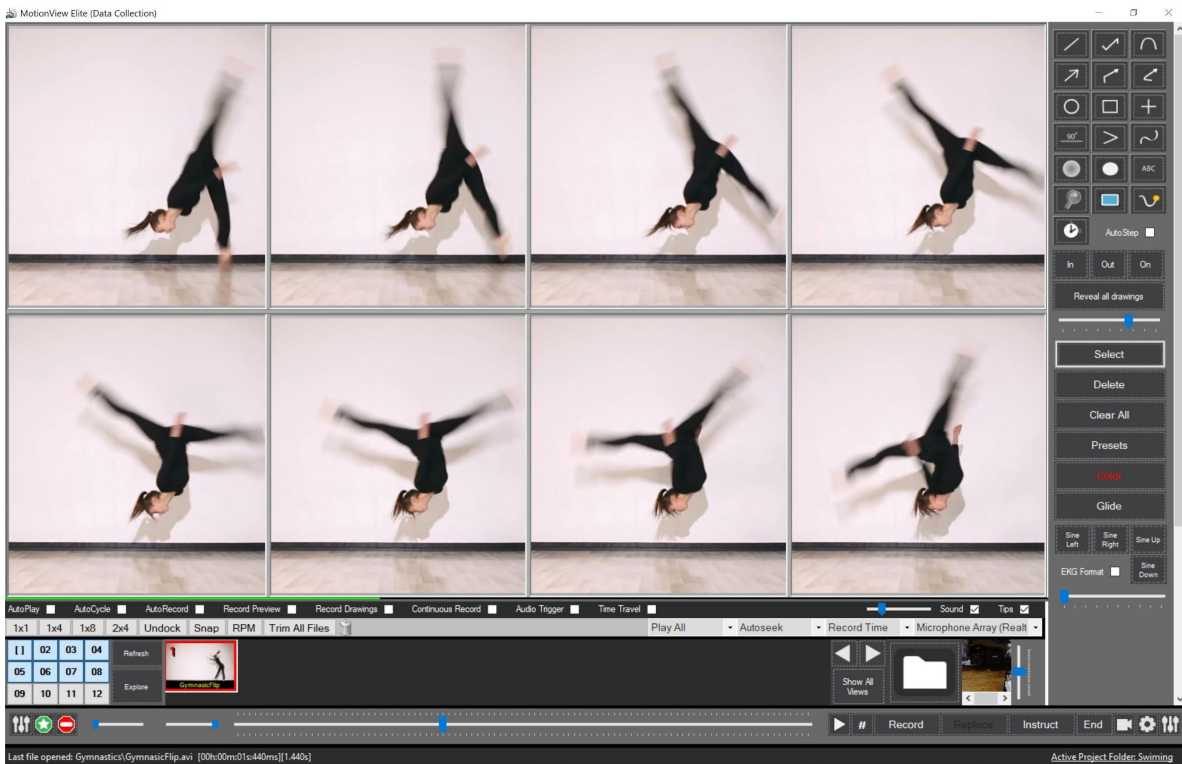 MotionView Elite (Data Collection)
90°
ABC
AutoStep
In Out On
Reveal all drawings
Select
Delete
Clear All
Presets
Color
Glide
Sine Left Sine Right Sine Up
EKG Format Sine Down
AutoPlay AutoCycle AutoRecord Record Preview Record Drawings Continuous Record Audio Trigger Time Travel Sound Tips
1x1 1x4 1x8 2x4 Undock Snap RPM Trim All Files Play All Autoseek Record Time Microphone Array (Realt
[ ] 02 03 04 Refresh
05 06 07 08
09 10 11 12 Explore
1
GymnasicFlip
Show All Views
# Record Replace Instruct End
Last file opened: Gymnastics\GymnasicFlip.avi [00h:00m:01s:440ms][1.440s] Active Project Folder: Swiming